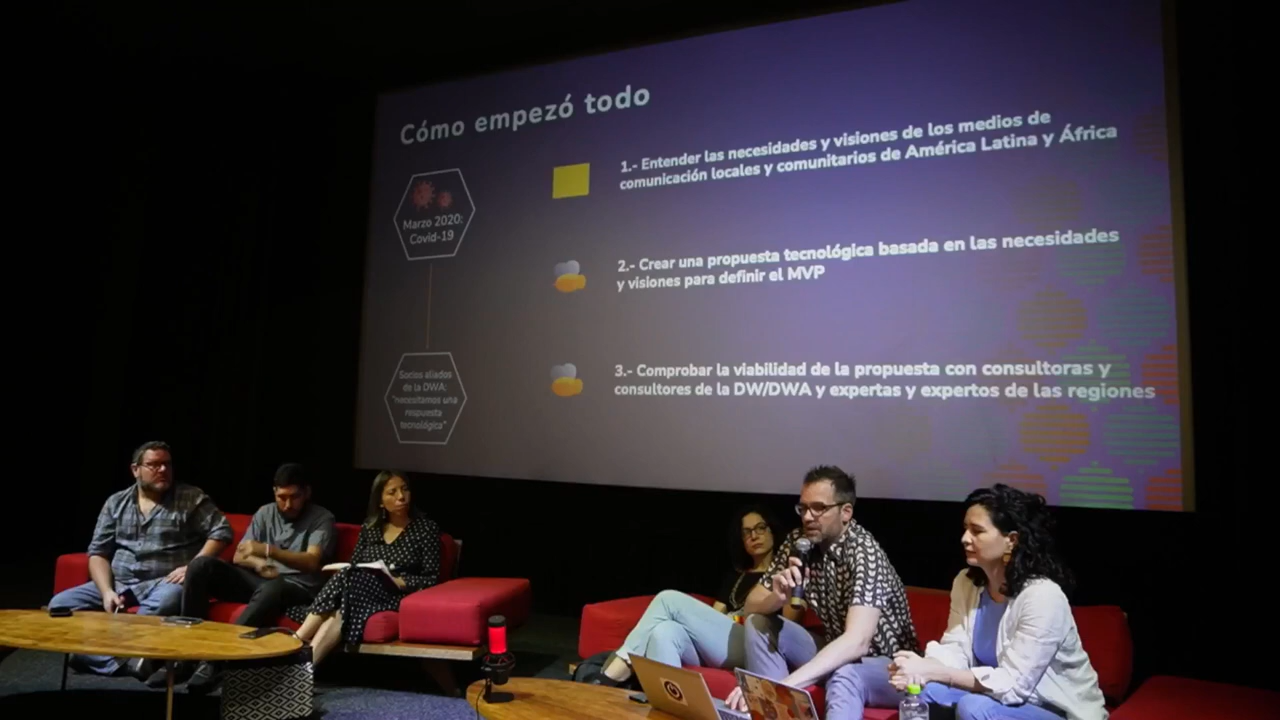 Cómo empezó todo
Marzo 2020:
Covid-19
Socios aliados
de la DWA:
"necesitamos una
respuesta
tecnológica"
1.- Entender las necesidades y visiones de los medios de
comunicación locales y comunitarios de América Latina y África
2.- Crear una propuesta tecnológica basada en las necesidades
y visiones para definir el MVP
3.- Comprobar la viabilidad de la propuesta con consultoras y
consultores de la DW/DWA y expertas y expertos de las regiones